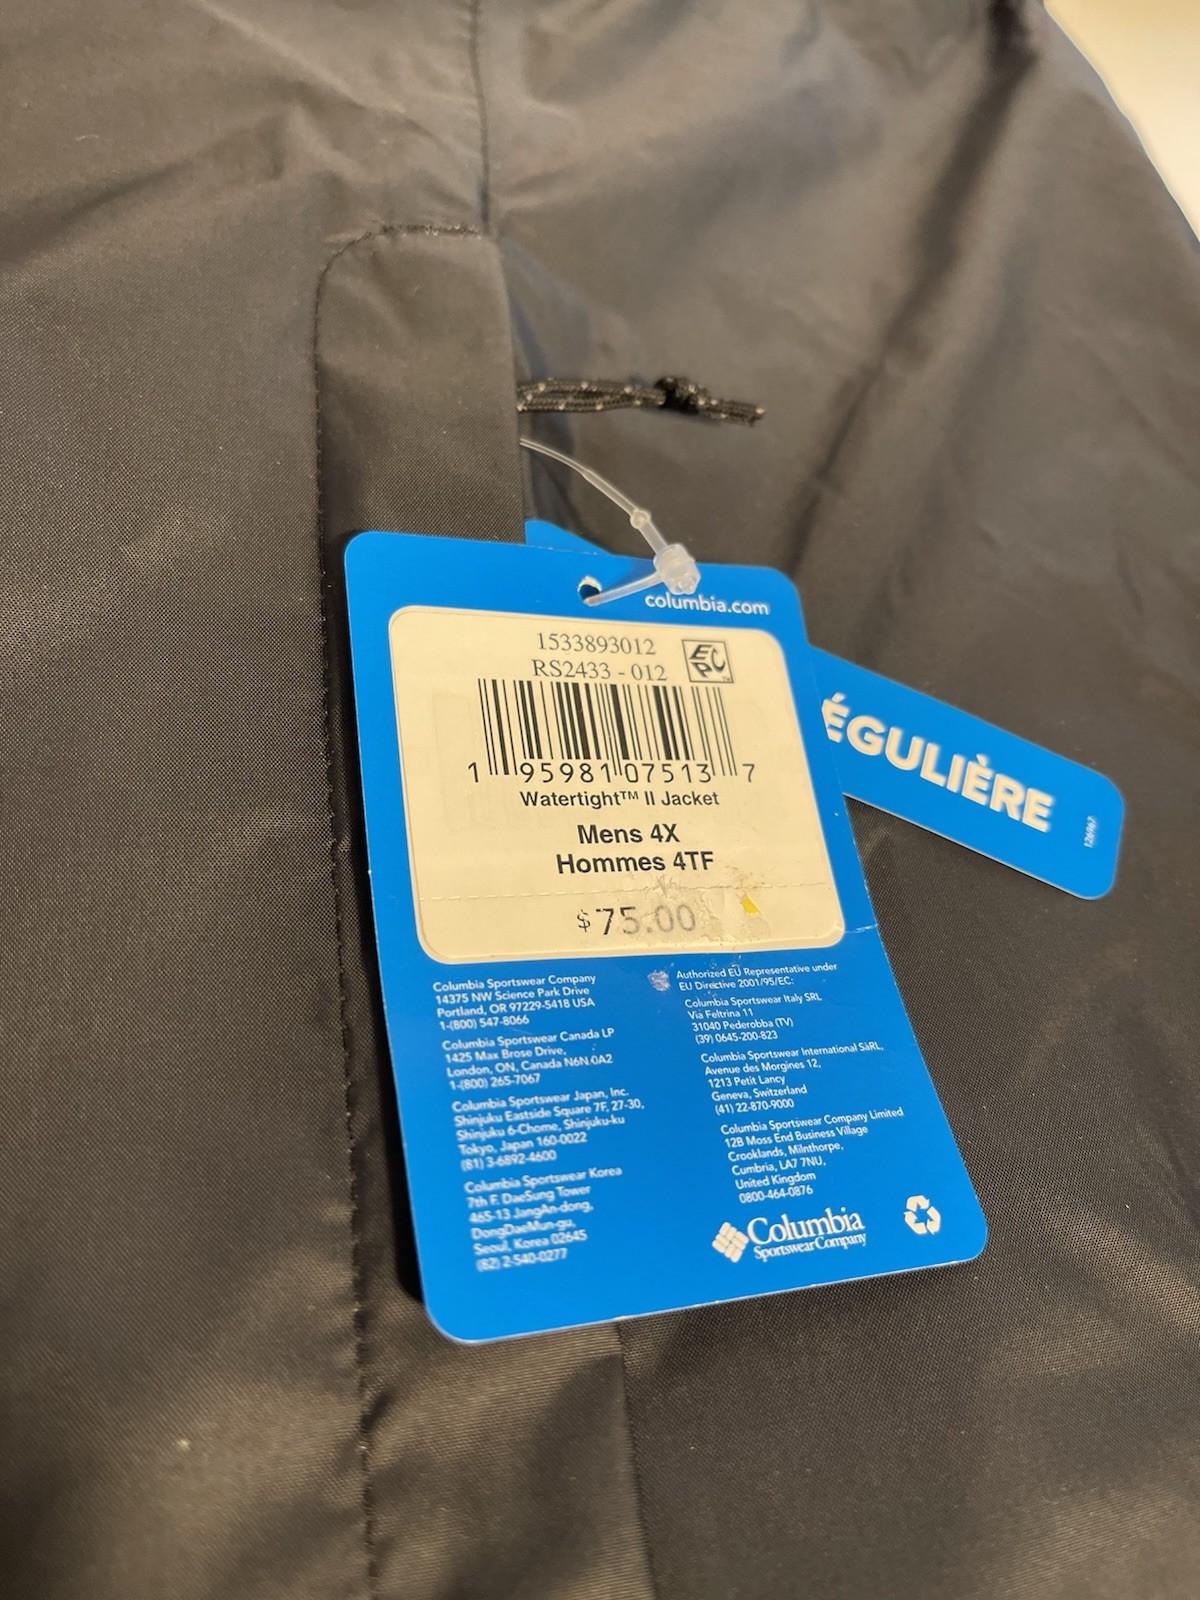 columbia.com
1533893012
RS2433 - 012
EPC
1 95981 07513 7
Watertight™ II Jacket
Mens 4X
Hommes 4TF
$75.00
Columbia Sportswear Company
14375 NW Science Park Drive
Portland, OR 97229-5418 USA
1-(800) 547-8066
Columbia Sportswear Canada LP
1425 Max Brose Drive,
London, ON, Canada N6N 0A2
1-(800) 265-7067
Columbia Sportswear Japan, Inc.
Shinjuku Eastside Square 7F, 27-30,
Shinjuku 6-Chome, Shinjuku-ku
Tokyo, Japan 160-0022
(81) 3-6892-4600
Columbia Sportswear Korea
7th F. DaeSung Tower
465-13 JangAn-dong,
DongDaeMun-gu,
Seoul, Korea 02645
(82) 2-540-0277
Authorized EU Representative under
EU Directive 2001/95/EC:
Columbia Sportswear Italy SRL
Via Feltrina 11
31040 Pederobba (TV)
(39) 0645-200-823
Columbia Sportswear International SàRL,
Avenue des Morgines 12,
1213 Petit Lancy
Geneva, Switzerland
(41) 22-870-9000
Columbia Sportswear Company Limited
12B Moss End Business Village
Crooklands, Milnthorpe,
Cumbria, LA7 7NU,
United Kingdom
0800-464-0876
Columbia
Sportswear Company
ÉGULIÈRE
126967